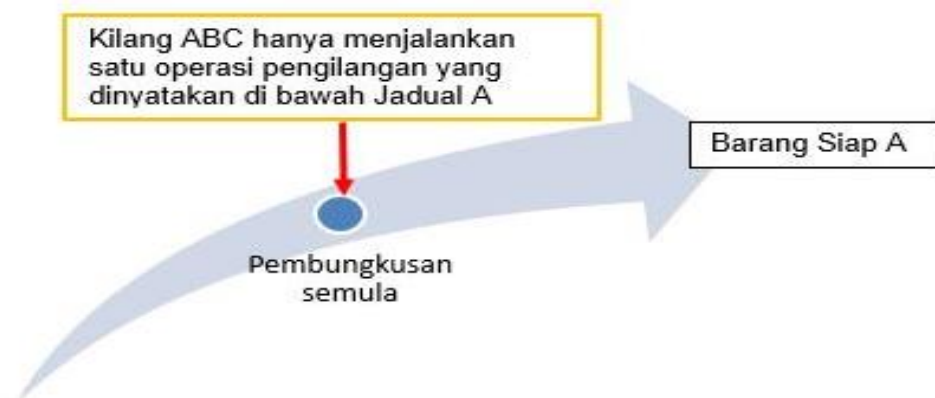 Kilang ABC hanya menjalankan
satu operasi pengilangan yang
dinyatakan di bawah Jadual A
Barang Siap A
Pembungkusan
semula